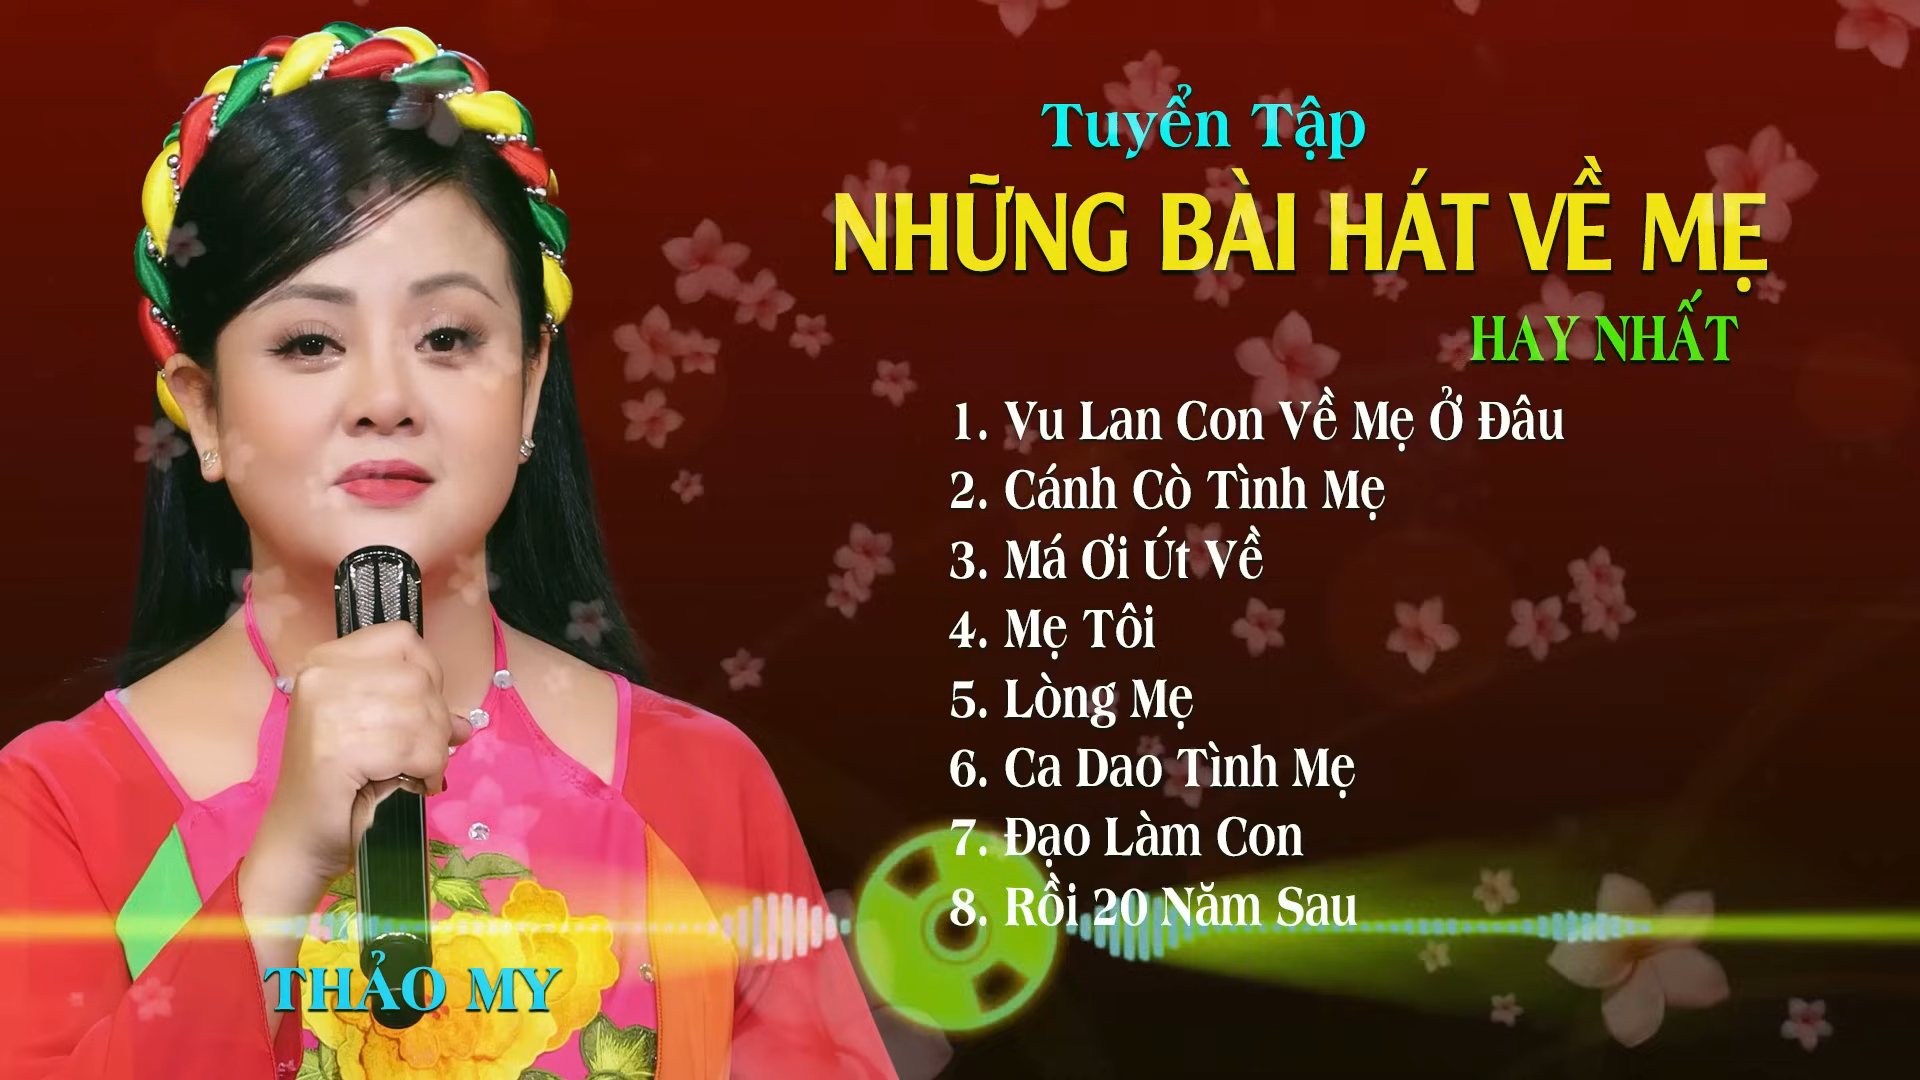 Tuyển Tập
NHỮNG BÀI HÁT VỀ MẸ
HAY NHẤT
1. Vu Lan Con Về Mẹ Ở Đâu
2. Cánh Cò Tình Mẹ
3. Má Ơi Út Về
4. Mẹ Tôi
5. Lòng Mẹ
6. Ca Dao Tình Mẹ
7. Đạo Làm Con
8. Rồi 20 Năm Sau
THẢO MY